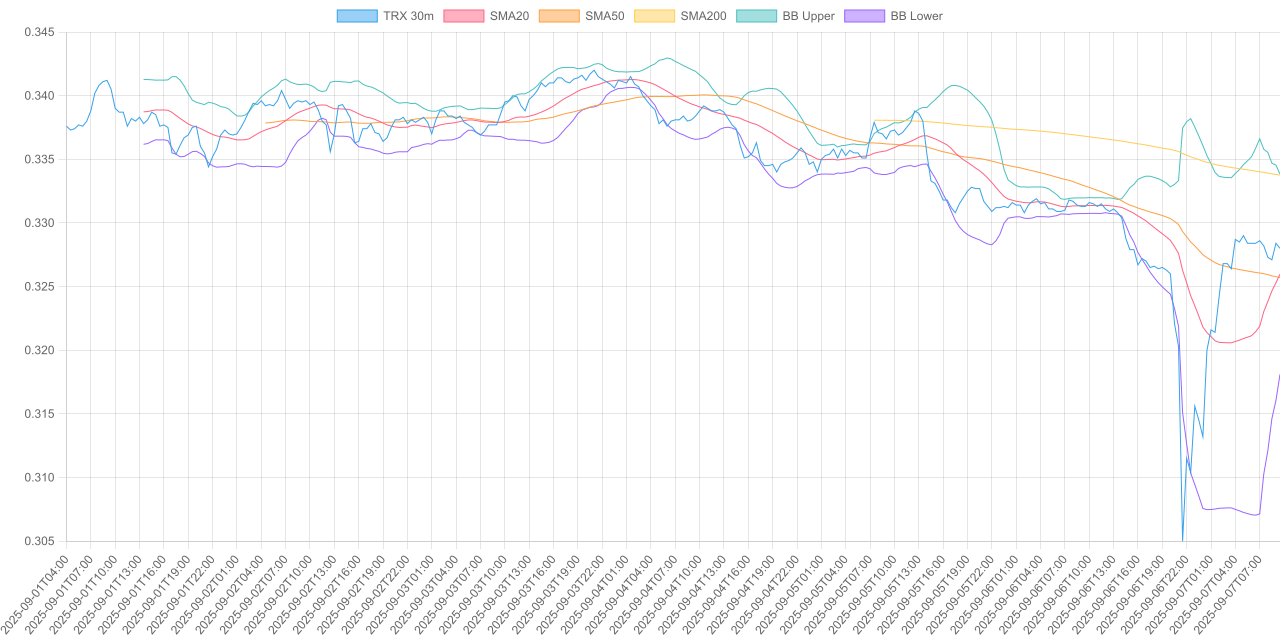 TRX 30m SMA20 SMA50 SMA200 BB Upper BB Lower
0.345
0.340
0.335
0.330
0.325
0.320
0.315
0.310
0.305
2025-09-01T04:00
2025-09-01T07:00
2025-09-01T10:00
2025-09-01T13:00
2025-09-01T16:00
2025-09-01T19:00
2025-09-01T22:00
2025-09-02T01:00
2025-09-02T04:00
2025-09-02T07:00
2025-09-02T10:00
2025-09-02T13:00
2025-09-02T16:00
2025-09-02T19:00
2025-09-02T22:00
2025-09-03T01:00
2025-09-03T04:00
2025-09-03T07:00
2025-09-03T10:00
2025-09-03T13:00
2025-09-03T16:00
2025-09-03T19:00
2025-09-03T22:00
2025-09-04T01:00
2025-09-04T04:00
2025-09-04T07:00
2025-09-04T10:00
2025-09-04T13:00
2025-09-04T16:00
2025-09-04T19:00
2025-09-04T22:00
2025-09-05T01:00
2025-09-05T04:00
2025-09-05T07:00
2025-09-05T10:00
2025-09-05T13:00
2025-09-05T16:00
2025-09-05T19:00
2025-09-05T22:00
2025-09-06T01:00
2025-09-06T04:00
2025-09-06T07:00
2025-09-06T10:00
2025-09-06T13:00
2025-09-06T16:00
2025-09-06T19:00
2025-09-06T22:00
2025-09-07T01:00
2025-09-07T04:00
2025-09-07T07:00